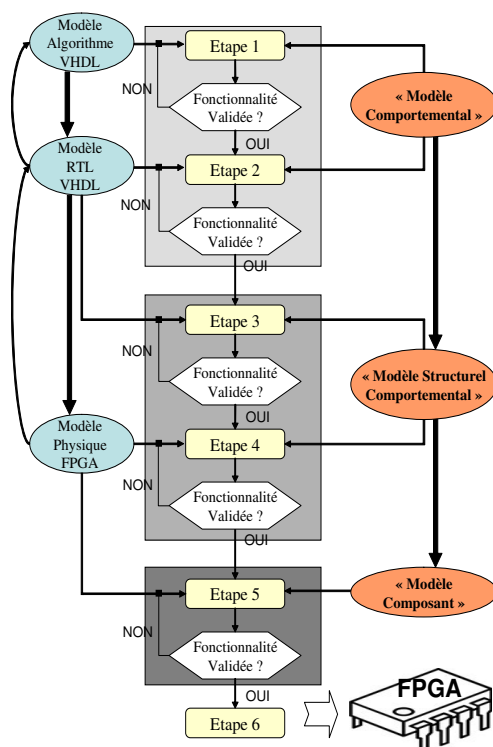 Modèle
Algorithme
VHDL
Etape 1
NON
Fonctionnalité
Validée ?
« Modèle
Comportemental »
OUI
Modèle
RTL
VHDL
Etape 2
NON
Fonctionnalité
Validée ?
OUI
Etape 3
NON
Fonctionnalité
Validée ?
« Modèle Structurel
Comportemental »
OUI
Modèle
Physique
FPGA
Etape 4
NON
Fonctionnalité
Validée ?
OUI
Etape 5
« Modèle
Composant »
NON
Fonctionnalité
Validée ?
OUI
Etape 6
FPGA